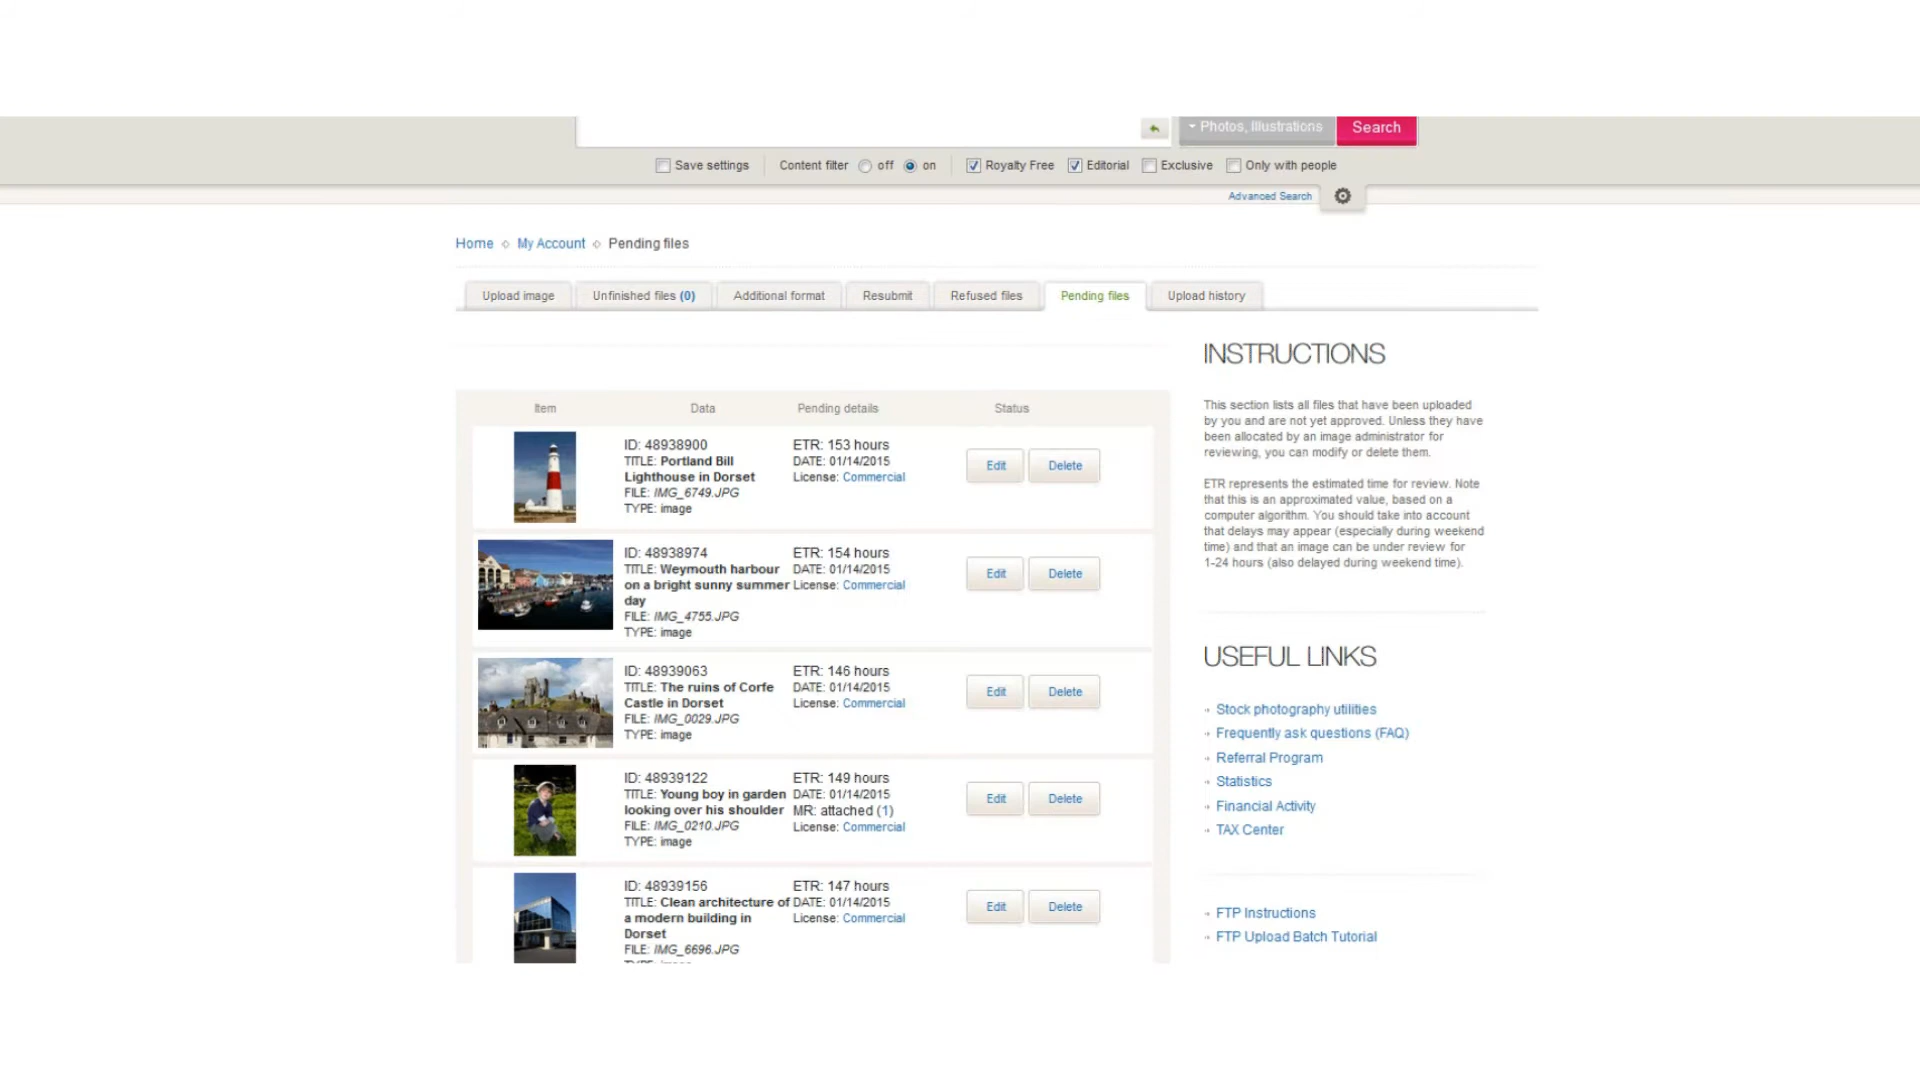 Photos, Illustrations
Search
Save settings
Content filter off on
Royalty Free Editorial Exclusive Only with people
Advanced Search
Home My Account Pending files
Upload image Unfinished files (0) Additional format Resubmit Refused files Pending files Upload history
Item Data Pending details Status
ID: 48938900
TITLE: Portland Bill
Lighthouse in Dorset
FILE: IMG_6749.JPG
TYPE: image
ETR: 153 hours
DATE: 01/14/2015
License: Commercial
Edit Delete
ID: 48938974
TITLE: Weymouth harbour
on a bright sunny summer
day
FILE: IMG_4755.JPG
TYPE: image
ETR: 154 hours
DATE: 01/14/2015
License: Commercial
Edit Delete
ID: 48939063
TITLE: The ruins of Corfe
Castle in Dorset
FILE: IMG_0029.JPG
TYPE: image
ETR: 146 hours
DATE: 01/14/2015
License: Commercial
Edit Delete
ID: 48939122
TITLE: Young boy in garden
looking over his shoulder
FILE: IMG_0210.JPG
TYPE: image
ETR: 149 hours
DATE: 01/14/2015
MR: attached (1)
License: Commercial
Edit Delete
ID: 48939156
TITLE: Clean architecture of
a modern building in
Dorset
FILE: IMG_6696.JPG
ETR: 147 hours
DATE: 01/14/2015
License: Commercial
Edit Delete
INSTRUCTIONS
This section lists all files that have been uploaded
by you and are not yet approved. Unless they have
been allocated by an image administrator for
reviewing, you can modify or delete them.
ETR represents the estimated time for review. Note
that this is an approximated value, based on a
computer algorithm. You should take into account
that delays may appear (especially during weekend
time) and that an image can be under review for
1-24 hours (also delayed during weekend time).
USEFUL LINKS
Stock photography utilities
Frequently ask questions (FAQ)
Referral Program
Statistics
Financial Activity
TAX Center
FTP Instructions
FTP Upload Batch Tutorial